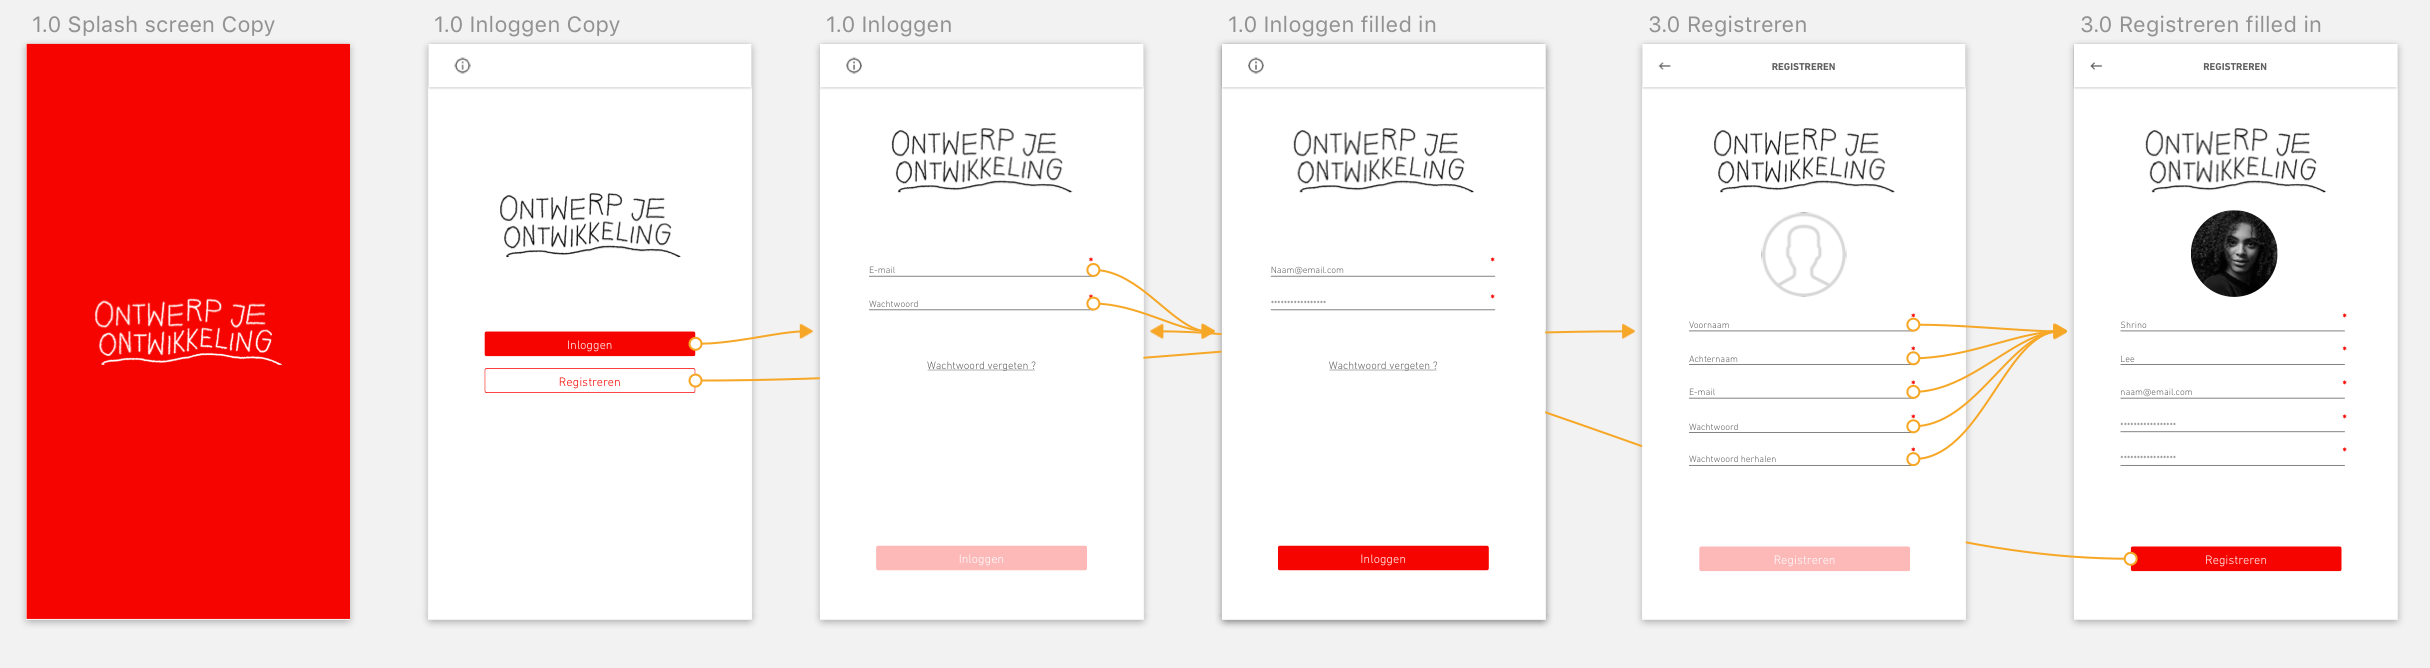 1.0 Splash screen Copy
ONTWERP JE
ONTWIKKELING
1.0 Inloggen Copy
ONTWERP JE
ONTWIKKELING
Inloggen
Registreren
1.0 Inloggen
ONTWERP JE
ONTWIKKELING
*
E-mail
*
Wachtwoord
Wachtwoord vergeten ?
Inloggen
1.0 Inloggen filled in
ONTWERP JE
ONTWIKKELING
*
Naam@email.com
*
•••••••••••••••••
Wachtwoord vergeten ?
Inloggen
3.0 Registreren
REGISTREREN
ONTWERP JE
ONTWIKKELING
*
Voornaam
*
Achternaam
*
E-mail
*
Wachtwoord
*
Wachtwoord herhalen
Registreren
3.0 Registreren filled in
REGISTREREN
ONTWERP JE
ONTWIKKELING
*
Shrino
*
Lee
*
naam@email.com
*
•••••••••••••••••
*
•••••••••••••••••
Registreren